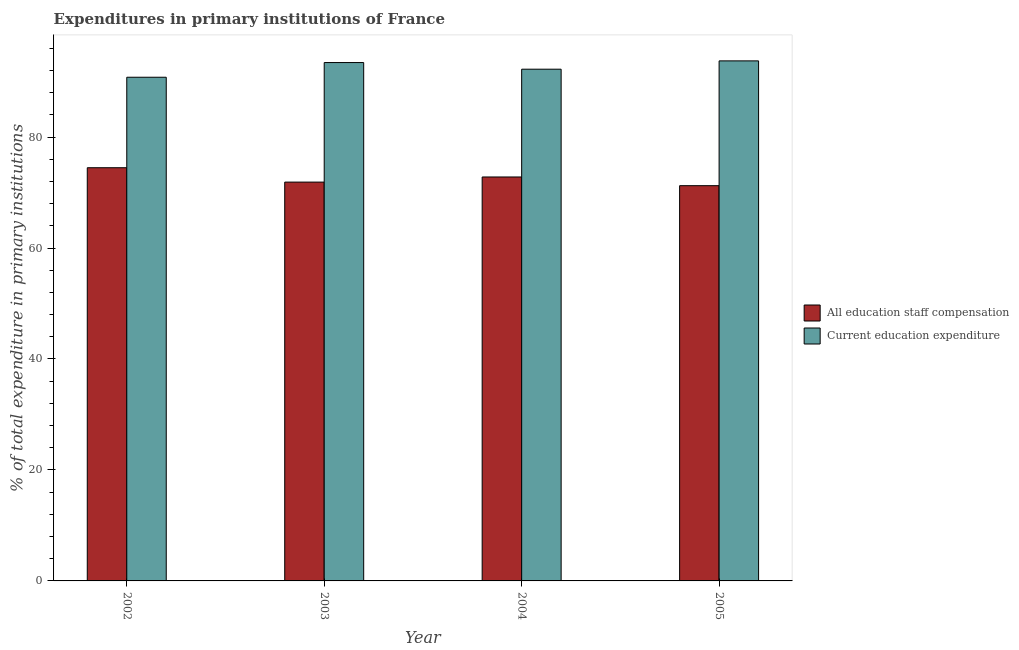 Expenditures in primary institutions of France
% of total expenditure in primary institutions
80
60
40
20
0
2002
2003
2004
2005
Year
All education staff compensation
Current education expenditure